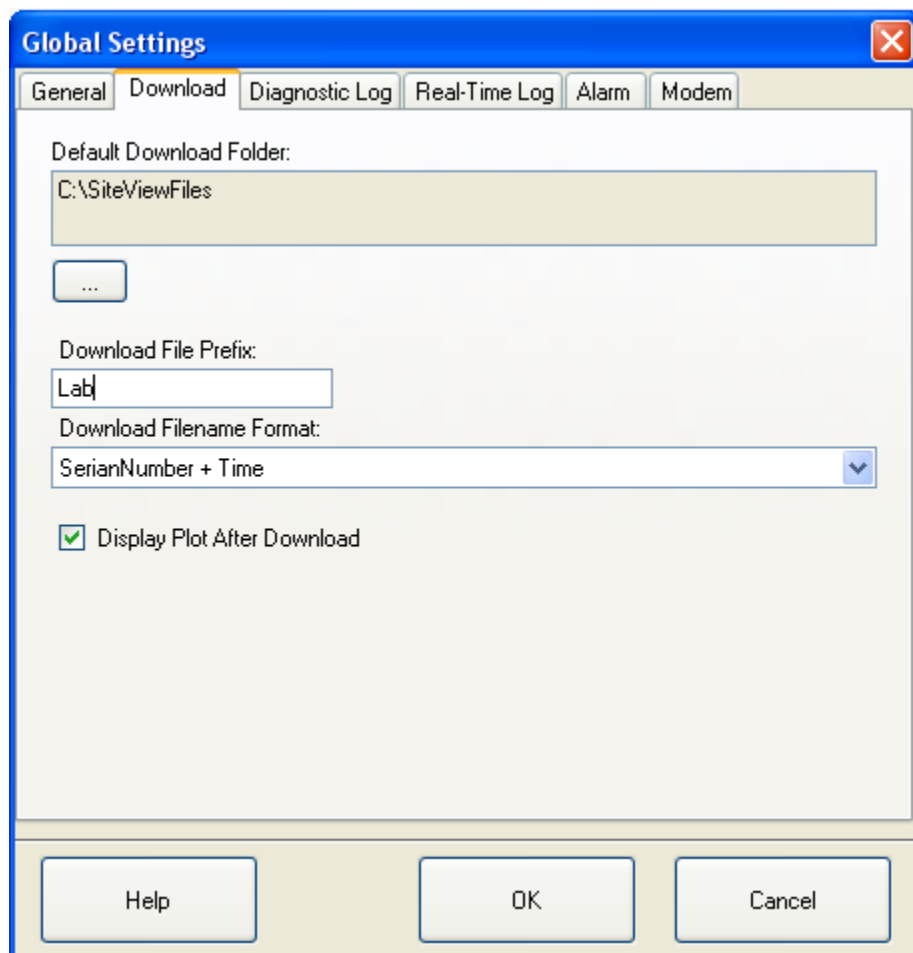 Global Settings
General Download Diagnostic Log Real-Time Log Alarm Modem
Default Download Folder:
C:\SiteViewFiles
...
Download File Prefix:
Lab
Download Filename Format:
SerianNumber + Time
Display Plot After Download
Help OK Cancel